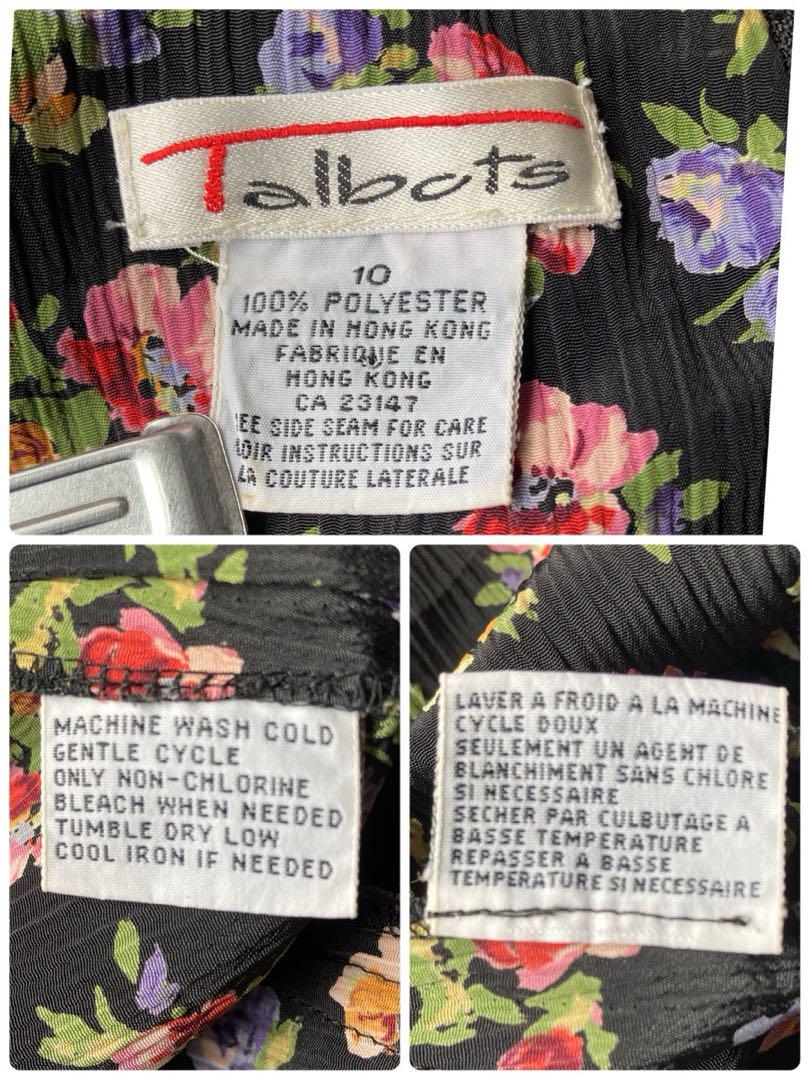 Talbots
10
100% POLYESTER
MADE IN HONG KONG
FABRIQUE EN
HONG KONG
CA 23147
EE SIDE SEAM FOR CARE
OIR INSTRUCTIONS SUR
LA COUTURE LATERALE
MACHINE WASH COLD
GENTLE CYCLE
ONLY NON-CHLORINE
BLEACH WHEN NEEDED
TUMBLE DRY LOW
COOL IRON IF NEEDED
LAVER A FROID A LA MACHINE
CYCLE DOUX
SEULEMENT UN AGENT DE
BLANCHIMENT SANS CHLORE
SI NECESSAIRE
SECHER PAR CULBUTAGE A
BASSE TEMPERATURE
REPASSER A BASSE
TEMPERATURE SI NECESSAIRE